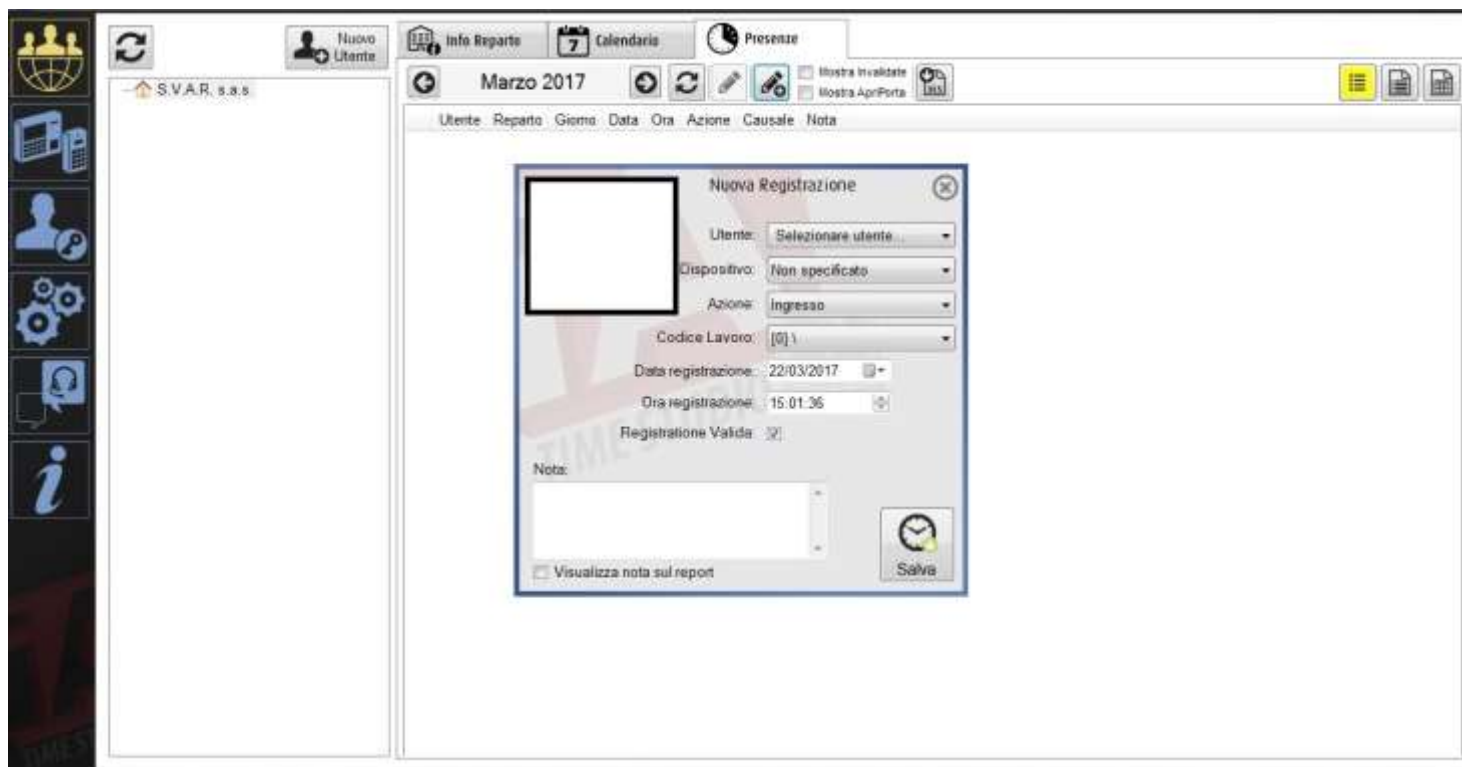 Nuovo
Utente
S.V.A.R. s.a.s
Info Reparto
7
Calendario
Presenze
Marzo 2017
Mostra Invalidate
Mostra ApriPorta
XLS
Utente Reparto Giorno Data Ora Azione Causale Nota
Nuova Registrazione
Utente: Selezionare utente...
Dispositivo: Non specificato
Azione: Ingresso
Codice Lavoro: [0] \
Data registrazione: 22/03/2017
Ora registrazione: 15:01:36
Registratione Valida:
Nota:
Visualizza nota sul report
Salva